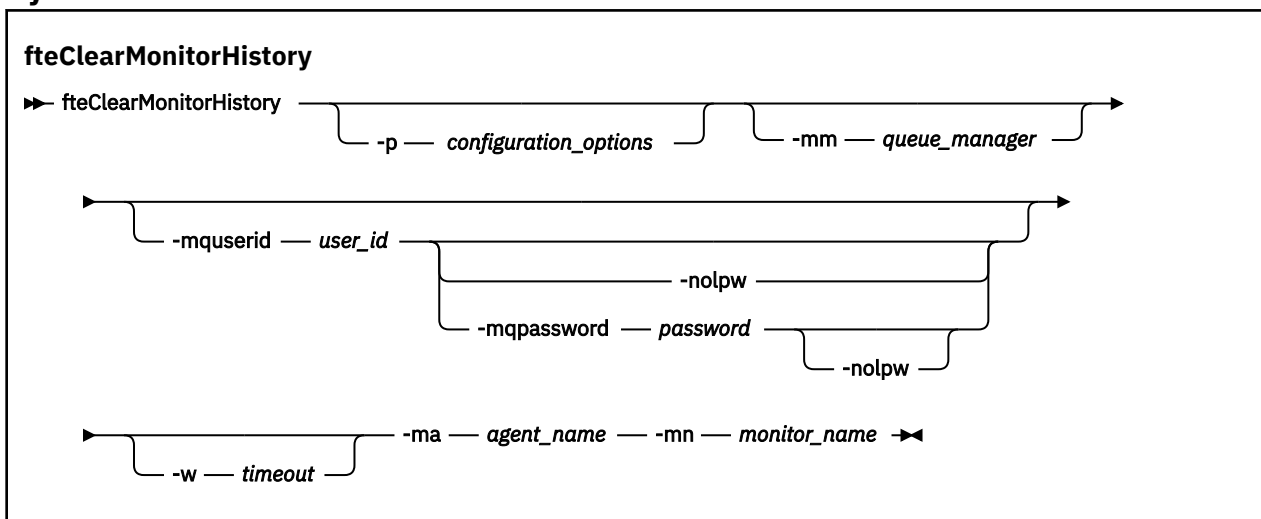 fteClearMonitorHistory
fteClearMonitorHistory
-p configuration_options -mm queue_manager
-mquserid user_id
-nolpw
-mqpassword password
-nolpw
-ma agent_name -mn monitor_name
-w timeout